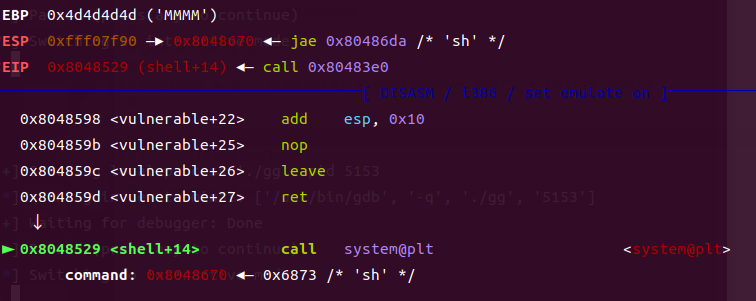 EBP 0x4d4d4d4d ('MMMM')
ESP 0xfff07f90 —▸ 0x8048670 ◂— jae 0x80486da /* 'sh' */
EIP 0x8048529 (shell+14) ◂— call 0x80483e0
[ DISASM / i386 / set emulate on ]
0x8048598 <vulnerable+22> add esp, 0x10
0x804859b <vulnerable+25> nop
0x804859c <vulnerable+26> leave
0x804859d <vulnerable+27> ret
↓
► 0x8048529 <shell+14> call system@plt <system@plt>
command: 0x8048670 ◂— 0x6873 /* 'sh' */